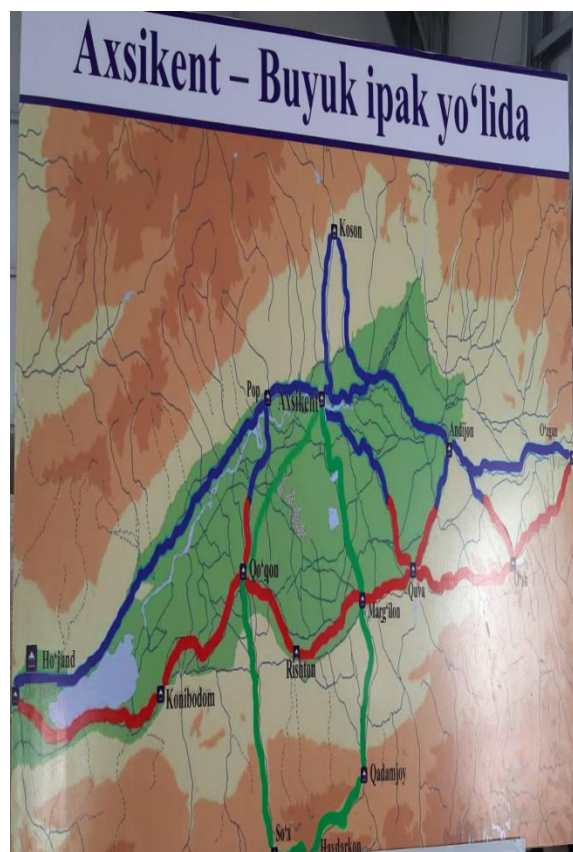 Axsikent – Buyuk ipak yo‘lida
Koson
Pop
Axsikent
Andijon
O‘zgan
Qo‘qon
Quva
O‘sh
Marg‘ilon
Ho‘jand
Rishton
Konibodom
Qadamjoy
So‘x
Haydarkon